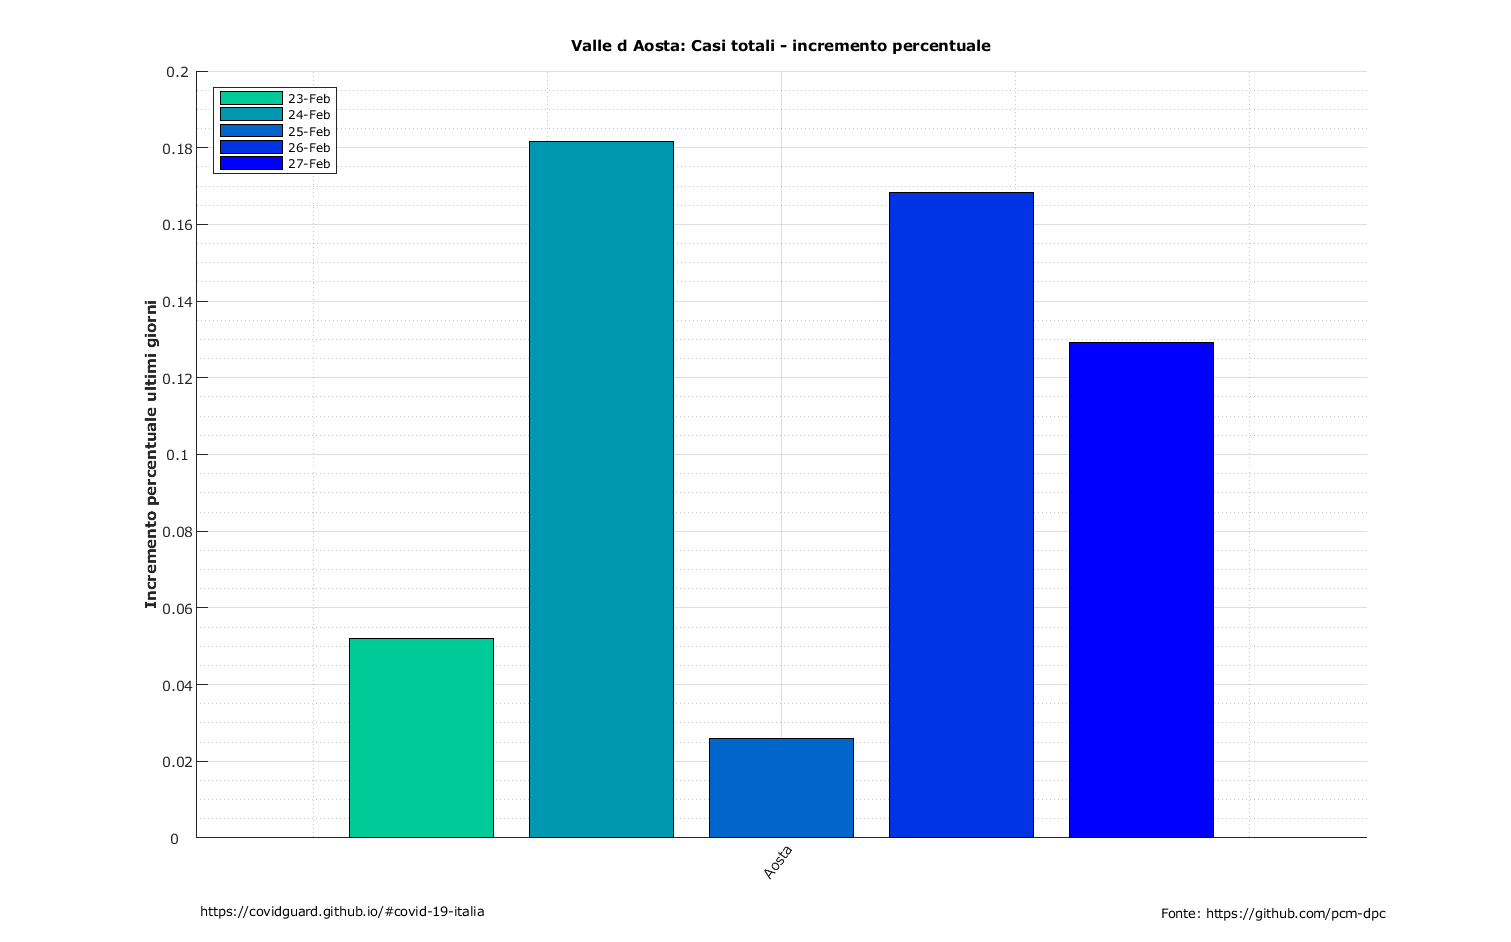 Valle d Aosta: Casi totali - incremento percentuale
0.2
0.18
0.16
0.14
0.12
0.1
0.08
0.06
0.04
0.02
0
Incremento percentuale ultimi giorni
23-Feb
24-Feb
25-Feb
26-Feb
27-Feb
Aosta
https://covidguard.github.io/#covid-19-italia
Fonte: https://github.com/pcm-dpc